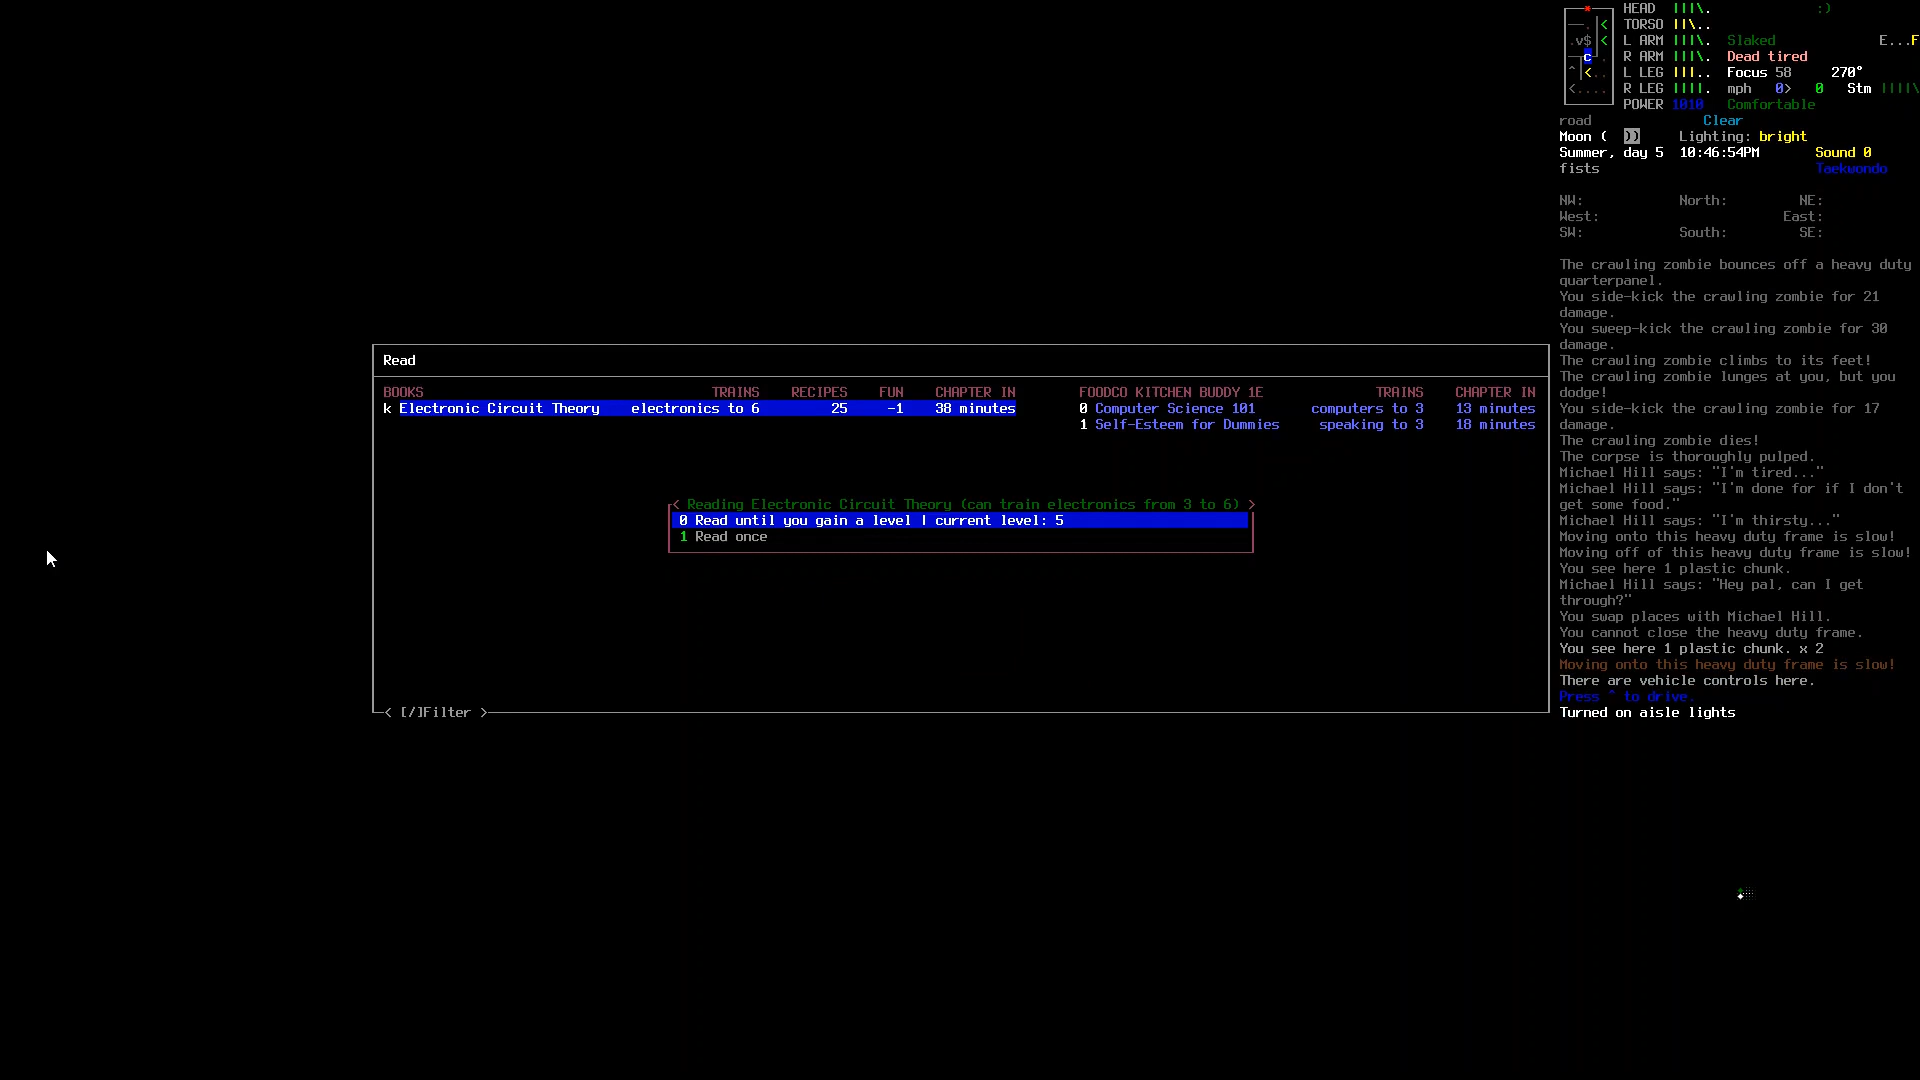 Read
BOOKS TRAINS RECIPES FUN CHAPTER IN FOODCO KITCHEN BUDDY 1E TRAINS CHAPTER IN
k Electronic Circuit Theory electronics to 6 25 -1 38 minutes 0 Computer Science 101 computers to 3 13 minutes
1 Self-Esteem for Dummies speaking to 3 18 minutes
< Reading Electronic Circuit Theory (can train electronics from 3 to 6) >
0 Read until you gain a level | current level: 5
1 Read once
< [/]Filter >
HEAD |||\. :)
TORSO ||\..
L ARM |||\. Slaked E...F
R ARM |||\. Dead tired
L LEG |||.. Focus 58 270°
R LEG ||||. mph 0> 0 Stm ||||\
POWER 1010 Comfortable
road Clear
Moon ( )) Lighting: bright
Summer, day 5 10:46:54PM Sound 0
fists Taekwondo
NW: North: NE:
West: East:
SW: South: SE:
The crawling zombie bounces off a heavy duty
quarterpanel.
You side-kick the crawling zombie for 21
damage.
You sweep-kick the crawling zombie for 30
damage.
The crawling zombie climbs to its feet!
The crawling zombie lunges at you, but you
dodge!
You side-kick the crawling zombie for 17
damage.
The crawling zombie dies!
The corpse is thoroughly pulped.
Michael Hill says: "I'm tired..."
Michael Hill says: "I'm done for if I don't
get some food."
Michael Hill says: "I'm thirsty..."
Moving onto this heavy duty frame is slow!
Moving off of this heavy duty frame is slow!
You see here 1 plastic chunk.
Michael Hill says: "Hey pal, can I get
through?"
You swap places with Michael Hill.
You cannot close the heavy duty frame.
You see here 1 plastic chunk. x 2
Moving onto this heavy duty frame is slow!
There are vehicle controls here.
Press ^ to drive.
Turned on aisle lights